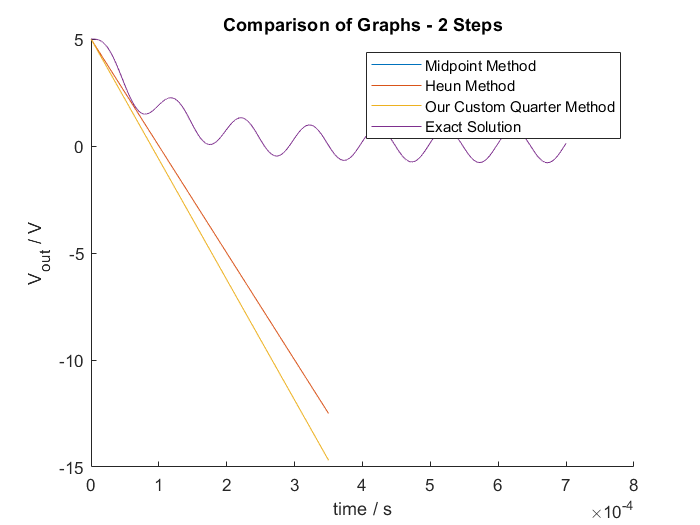 Comparison of Graphs - 2 Steps
5
0
-5
-10
-15
V_out / V
Midpoint Method
Heun Method
Our Custom Quarter Method
Exact Solution
0 1 2 3 4 5 6 7 8
time / s
×10^-4